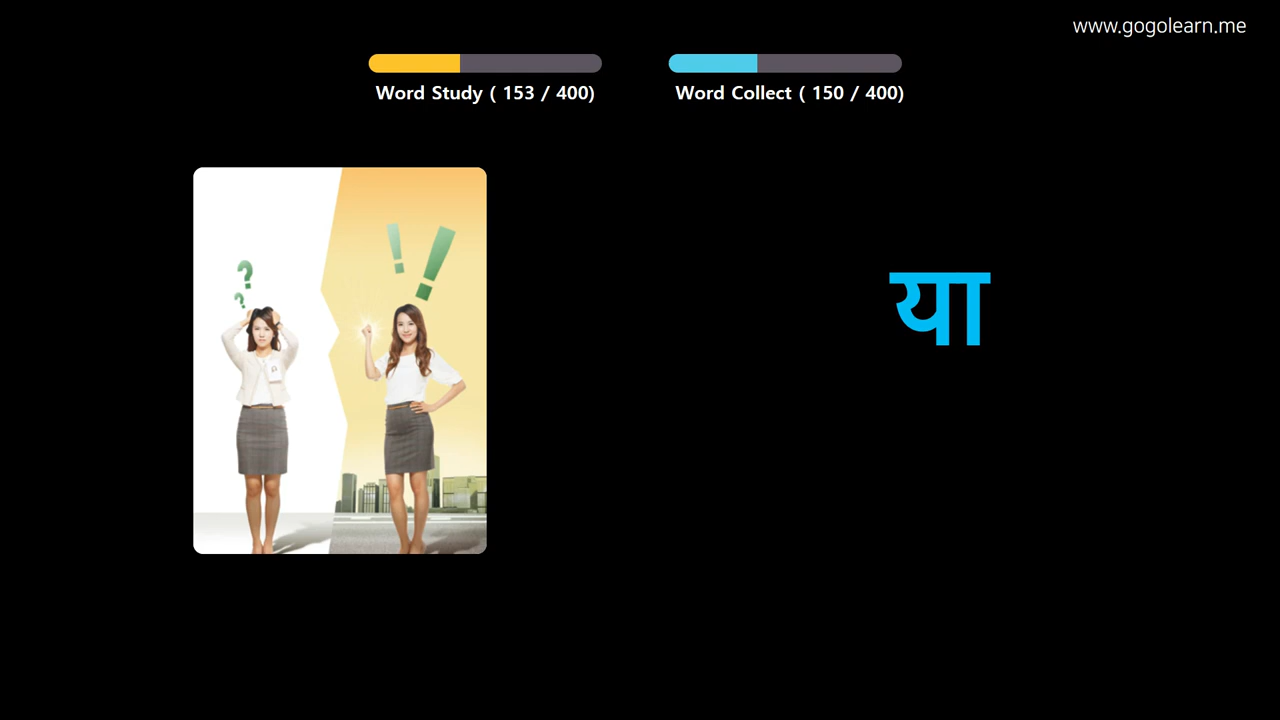 www.gogolearn.me
Word Study ( 153 / 400)
Word Collect ( 150 / 400)
? ?
! !
या